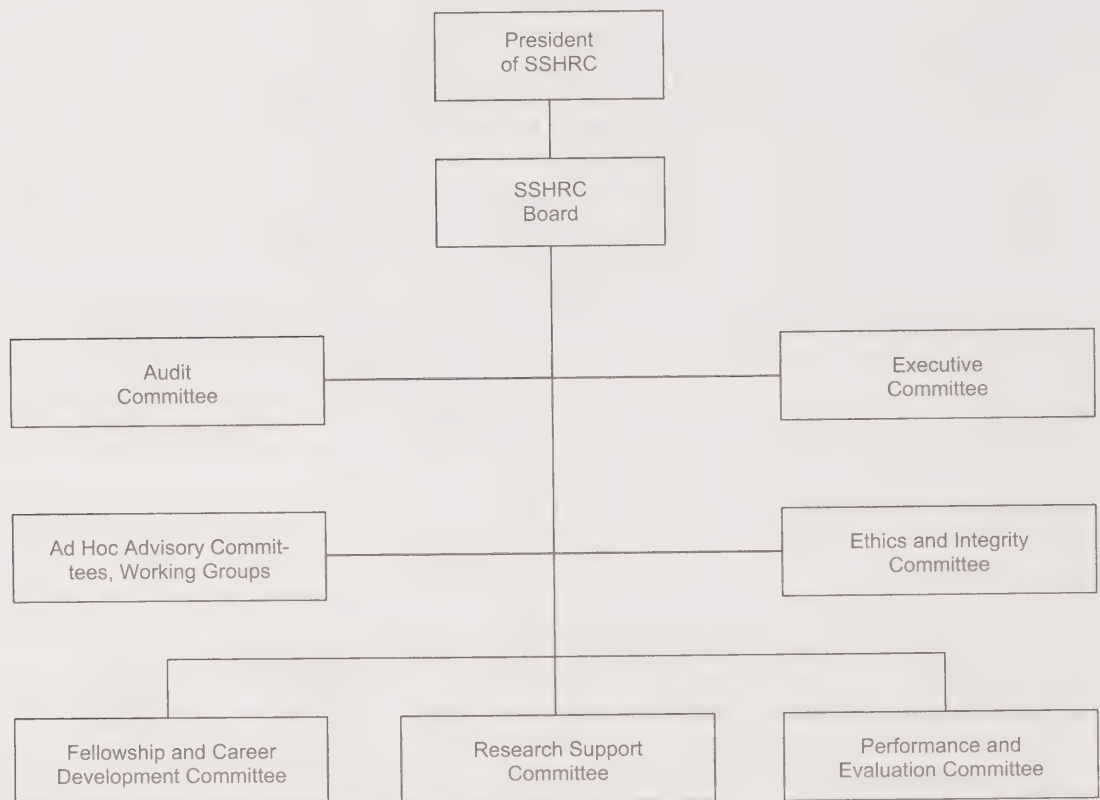 President
of SSHRC
SSHRC
Board
Audit
Committee
Executive
Committee
Ad Hoc Advisory Commit-
tees, Working Groups
Ethics and Integrity
Committee
Fellowship and Career
Development Committee
Research Support
Committee
Performance and
Evaluation Committee